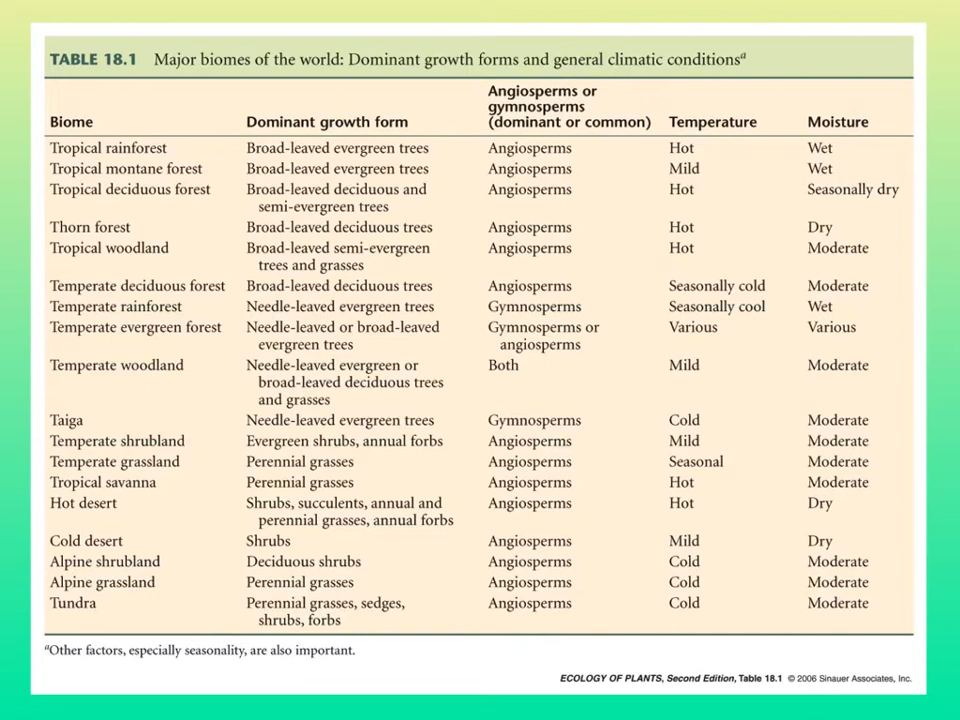 TABLE 18.1 Major biomes of the world: Dominant growth forms and general climatic conditionsa
Angiosperms or
gymnosperms
Biome Dominant growth form (dominant or common) Temperature Moisture
Tropical rainforest Broad-leaved evergreen trees Angiosperms Hot Wet
Tropical montane forest Broad-leaved evergreen trees Angiosperms Mild Wet
Tropical deciduous forest Broad-leaved deciduous and Angiosperms Hot Seasonally dry
semi-evergreen trees
Thorn forest Broad-leaved deciduous trees Angiosperms Hot Dry
Tropical woodland Broad-leaved semi-evergreen Angiosperms Hot Moderate
trees and grasses
Temperate deciduous forest Broad-leaved deciduous trees Angiosperms Seasonally cold Moderate
Temperate rainforest Needle-leaved evergreen trees Gymnosperms Seasonally cool Wet
Temperate evergreen forest Needle-leaved or broad-leaved Gymnosperms or Various Various
evergreen trees angiosperms
Temperate woodland Needle-leaved evergreen or Both Mild Moderate
broad-leaved deciduous trees
and grasses
Taiga Needle-leaved evergreen trees Gymnosperms Cold Moderate
Temperate shrubland Evergreen shrubs, annual forbs Angiosperms Mild Moderate
Temperate grassland Perennial grasses Angiosperms Seasonal Moderate
Tropical savanna Perennial grasses Angiosperms Hot Moderate
Hot desert Shrubs, succulents, annual and Angiosperms Hot Dry
perennial grasses, annual forbs
Cold desert Shrubs Angiosperms Mild Dry
Alpine shrubland Deciduous shrubs Angiosperms Cold Moderate
Alpine grassland Perennial grasses Angiosperms Cold Moderate
Tundra Perennial grasses, sedges, Angiosperms Cold Moderate
shrubs, forbs
aOther factors, especially seasonality, are also important.
ECOLOGY OF PLANTS, Second Edition, Table 18.1 © 2006 Sinauer Associates, Inc.